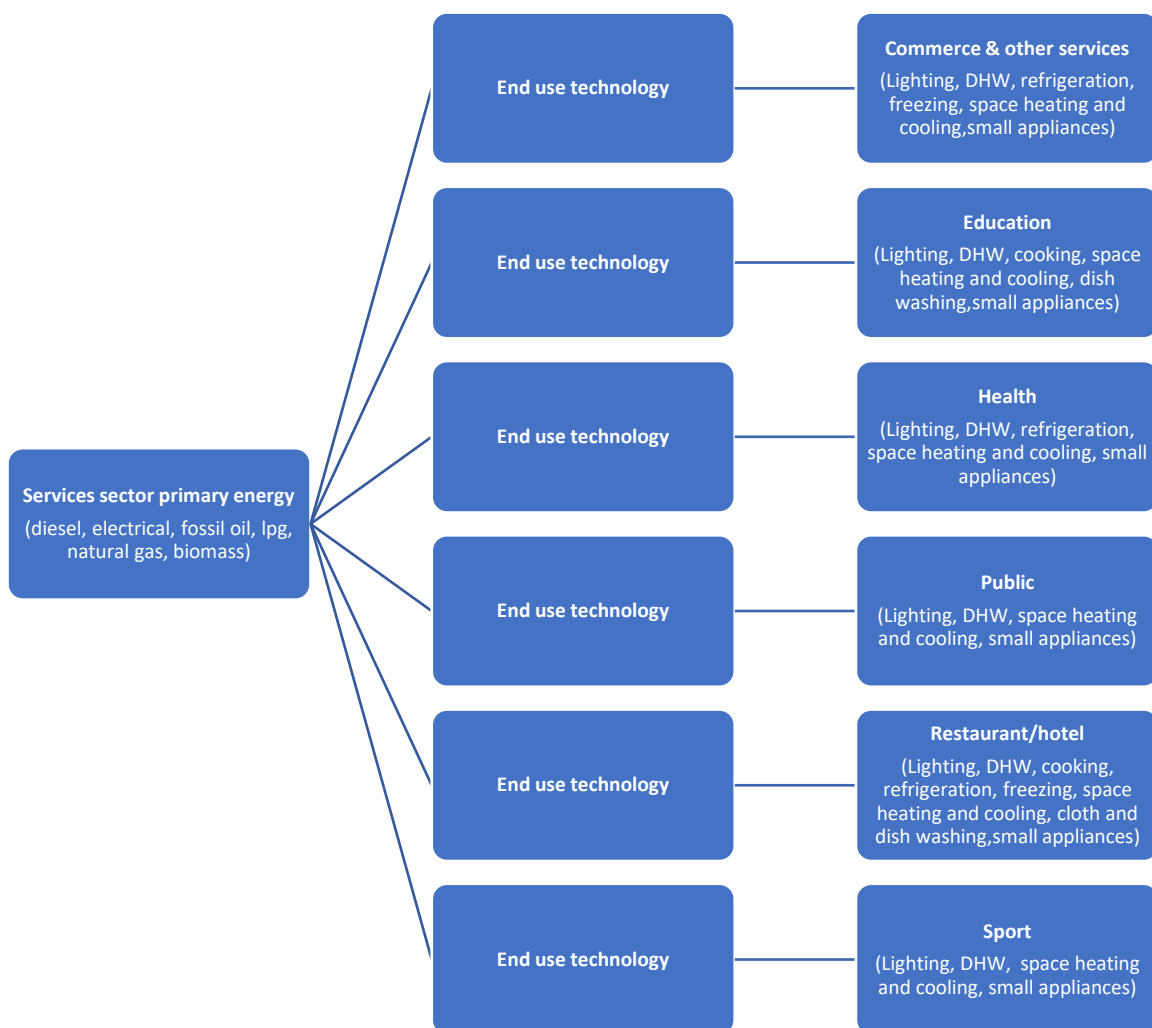 Services sector primary energy
(diesel, electrical, fossil oil, lpg,
natural gas, biomass)
End use technology
Commerce & other services
(Lighting, DHW, refrigeration,
freezing, space heating and
cooling,small appliances)
End use technology
Education
(Lighting, DHW, cooking, space
heating and cooling, dish
washing,small appliances)
End use technology
Health
(Lighting, DHW, refrigeration,
space heating and cooling, small
appliances)
End use technology
Public
(Lighting, DHW, space heating
and cooling, small appliances)
End use technology
Restaurant/hotel
(Lighting, DHW, cooking,
refrigeration, freezing, space
heating and cooling, cloth and
dish washing,small appliances)
End use technology
Sport
(Lighting, DHW,  space heating
and cooling, small appliances)